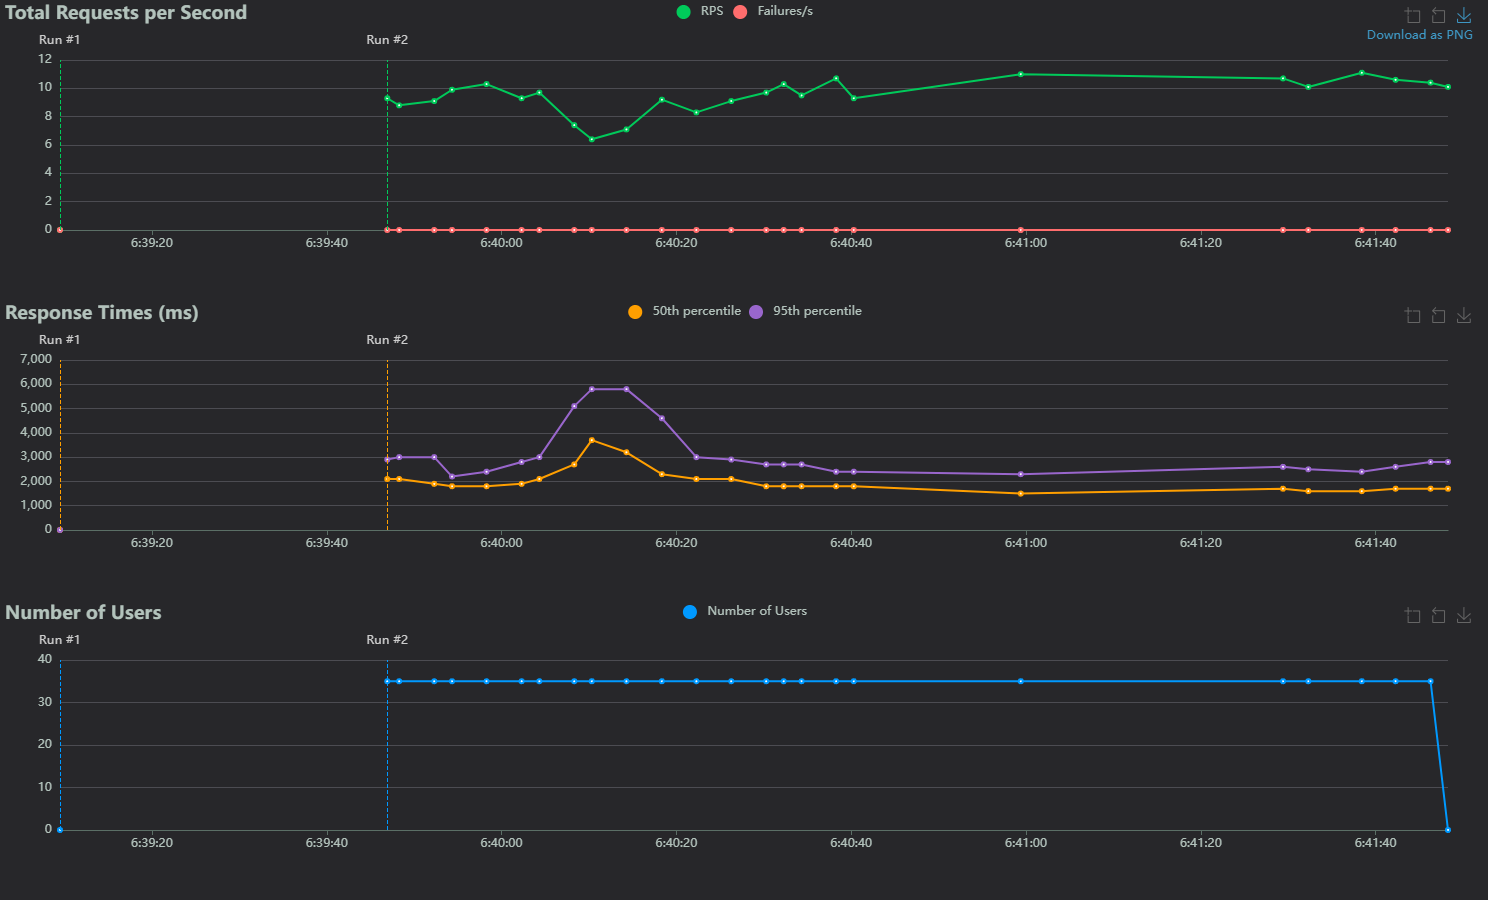 Total Requests per Second
RPS Failures/s
Download as PNG
Run #1 Run #2
12
10
8
6
4
2
0
6:39:20 6:39:40 6:40:00 6:40:20 6:40:40 6:41:00 6:41:20 6:41:40
Response Times (ms)
50th percentile 95th percentile
Run #1 Run #2
7,000
6,000
5,000
4,000
3,000
2,000
1,000
0
6:39:20 6:39:40 6:40:00 6:40:20 6:40:40 6:41:00 6:41:20 6:41:40
Number of Users
Number of Users
Run #1 Run #2
40
30
20
10
0
6:39:20 6:39:40 6:40:00 6:40:20 6:40:40 6:41:00 6:41:20 6:41:40